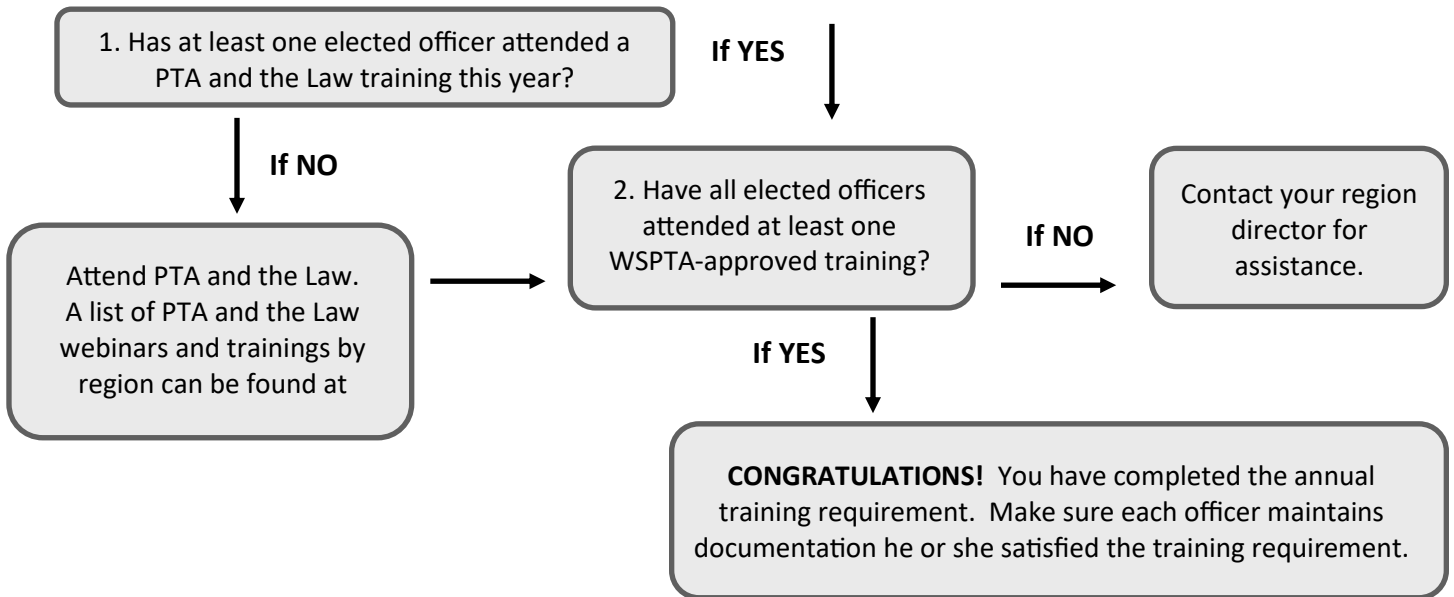 1. Has at least one elected officer attended a
PTA and the Law training this year?
If YES
If NO
2. Have all elected officers
attended at least one
WSPTA-approved training?
If NO
Contact your region
director for
assistance.
Attend PTA and the Law.
A list of PTA and the Law
webinars and trainings by
region can be found at
If YES
CONGRATULATIONS!  You have completed the annual
training requirement.  Make sure each officer maintains
documentation he or she satisfied the training requirement.